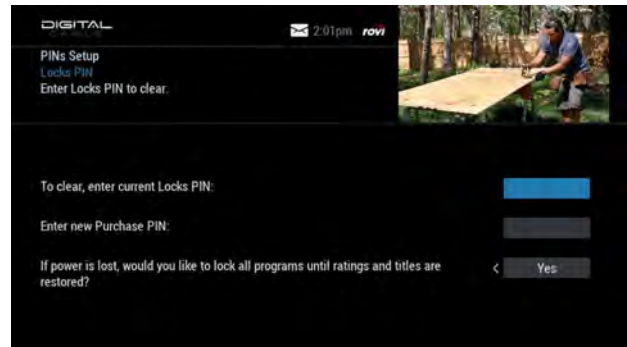 DIGITAL
CABLE
2:01pm rovi
PINs Setup
Locks PIN
Enter Locks PIN to clear.
To clear, enter current Locks PIN:
Enter new Purchase PIN:
If power is lost, would you like to lock all programs until ratings and titles are
restored?
< Yes